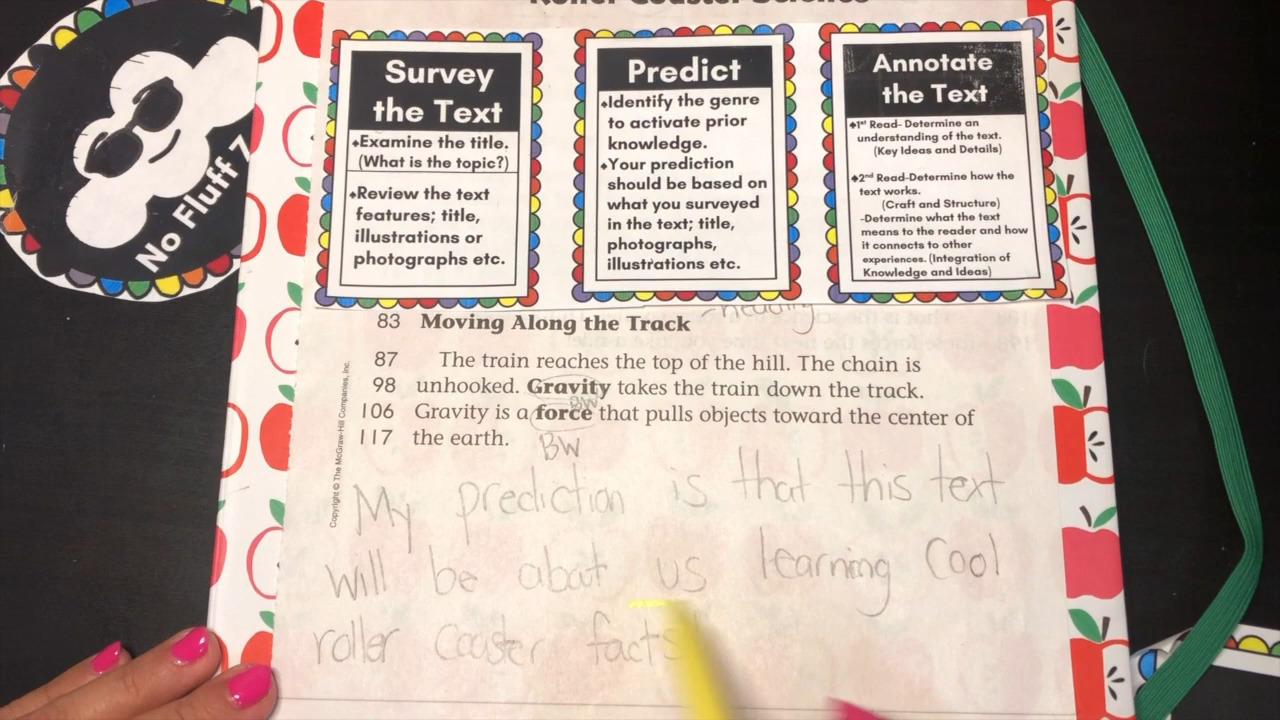 Roller Coaster Science
No Fluff 7
Survey
the Text
Examine the title.
(What is the topic?)
Review the text
features; title,
illustrations or
photographs etc.
Predict
Identify the genre
to activate prior
knowledge.
Your prediction
should be based on
what you surveyed
in the text; title,
photographs,
illustrations etc.
Annotate
the Text
1st Read- Determine an
understanding of the text.
(Key Ideas and Details)
2nd Read-Determine how the
text works.
(Craft and Structure)
-Determine what the text
means to the reader and how
it connects to other
experiences. (Integration of
Knowledge and Ideas)
heading
83 Moving Along the Track
87 The train reaches the top of the hill. The chain is
98 unhooked. Gravity takes the train down the track.
BW
106 Gravity is a force that pulls objects toward the center of
117 the earth.
BW
Copyright © The McGraw-Hill Companies, Inc.
My prediction is that this text
will be abat us learning Cool
roller coaster facts